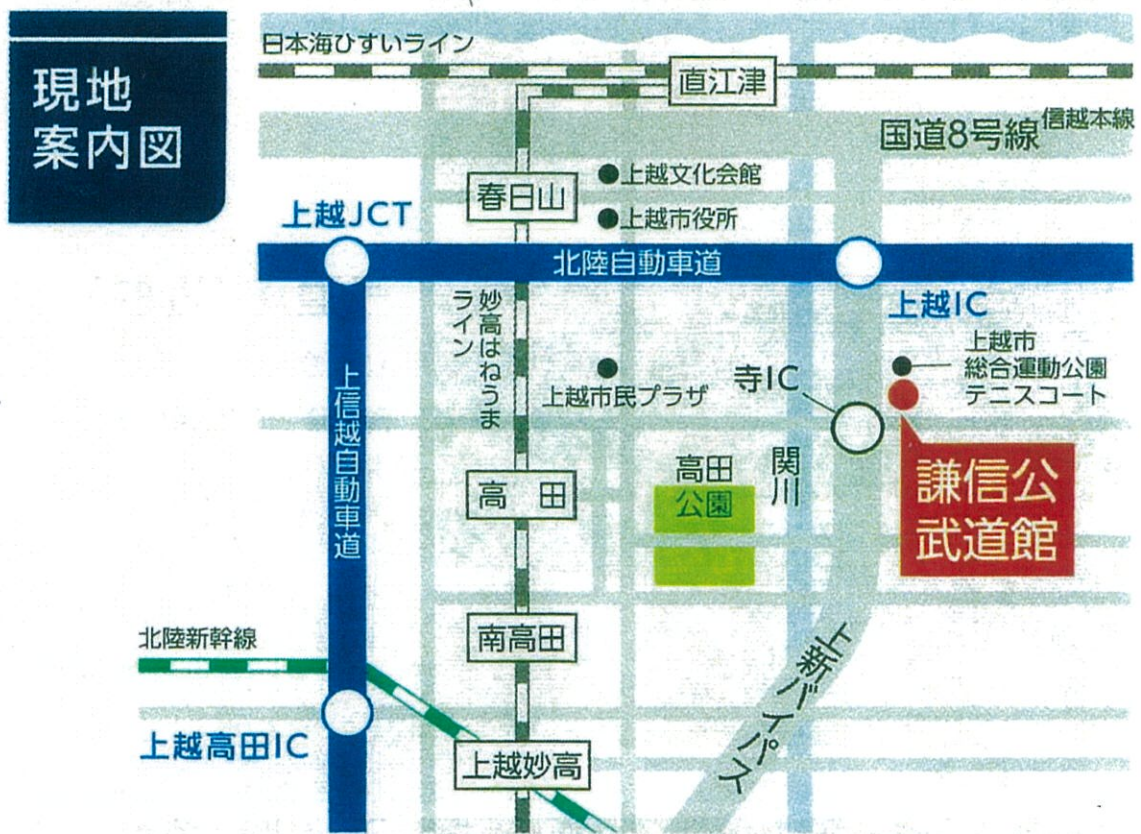 現地
案内図
日本海ひすいライン
直江津
国道8号線
信越本線
春日山
上越文化会館
上越市役所
上越JCT
北陸自動車道
上越IC
妙高はねうま
ライン
上越市
総合運動公園
テニスコート
上越市民プラザ
寺IC
上信越自動車道
高田
高田
公園
関川
謙信公
武道館
南高田
北陸新幹線
上新バイパス
上越高田IC
上越妙高